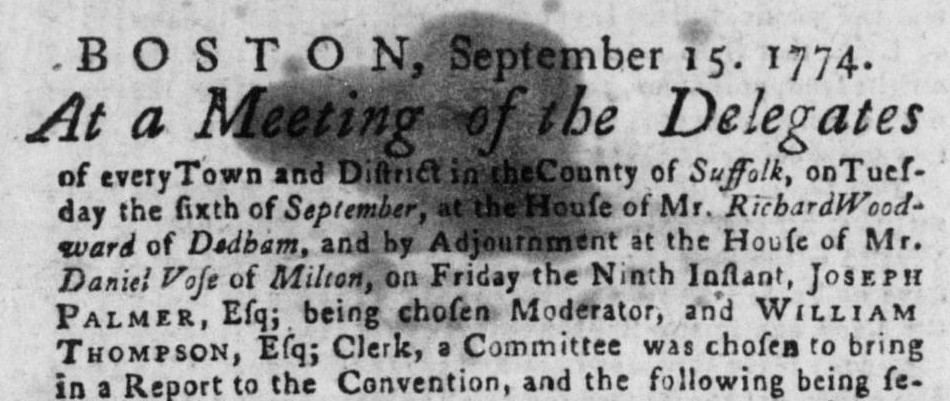 BOSTON, September 15. 1774.
At a Meeting of the Delegates
of every Town and Diſtrict in the County of Suffolk, on Tueſ-
day the ſixth of September, at the Houſe of Mr. Richard Wood-
ward of Dedham, and by Adjournment at the Houſe of Mr.
Daniel Voſe of Milton, on Friday the Ninth Inſtant, JOSEPH
PALMER, Eſq; being choſen Moderator, and WILLIAM
THOMPSON, Eſq; Clerk, a Committee was choſen to bring
in a Report to the Convention, and the following being ſe-